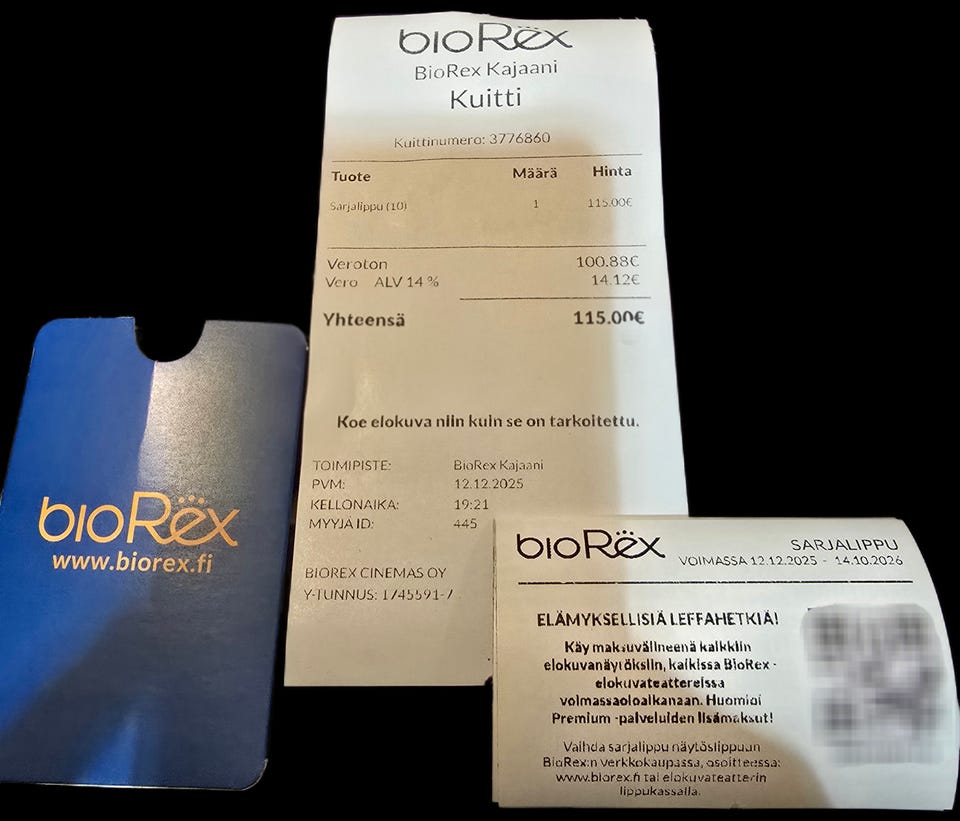 bioRëx
www.biorex.fi
bioRëx
BioRex Kajaani
Kuitti
Kuittinumero: 3776860
Tuote Määrä Hinta
Sarjalippu (10) 1 115.00€
Veroton 100.88€
Vero ALV 14 % 14.12€
Yhteensä 115.00€
Koe elokuva niin kuin se on tarkoitettu.
TOIMIPISTE: BioRex Kajaani
PVM: 12.12.2025
KELLONAIKA: 19:21
MYYJÄ ID: 445
BIOREX CINEMAS OY
Y-TUNNUS: 1745591-7
bioRëx
SARJALIPPU
VOIMASSA 12.12.2025 - 14.10.2026
ELÄMYKSELLISIÄ LEFFAHETKIÄ!
Käy maksuvälineenä kaikkiin
elokuvanäytöksiin, kaikissa BioRex -
elokuvateattereissa
voimassaoloaikanaan. Huomioi
Premium -palveluiden lisämaksut!
Vaihda sarjalippu näytöslippuun
BioRex:n verkkokaupassa, osoitteessa:
www.biorex.fi tai elokuvateatterin
lippukassalla.